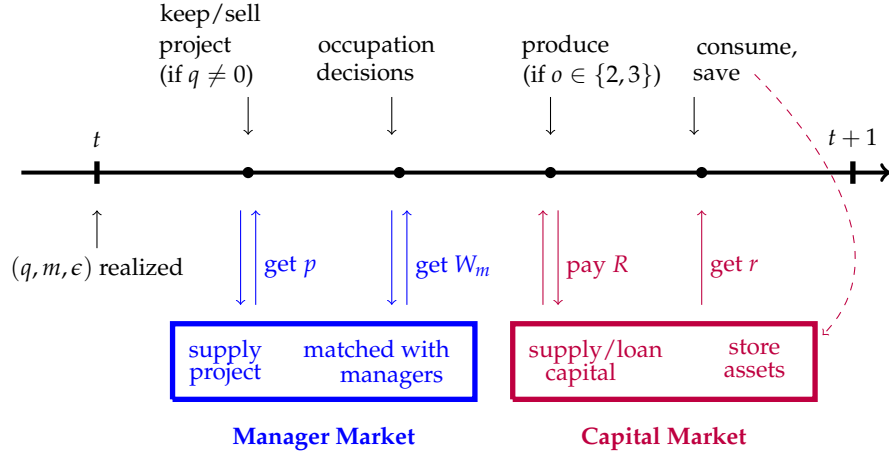 keep/sell
project
(if q ≠ 0)
occupation
decisions
produce
(if o ∈ {2, 3})
consume,
save
t
t + 1
(q, m, ϵ) realized
get p
get W_m
pay R
get r
supply
project
matched with
managers
supply/loan
capital
store
assets
Manager Market
Capital Market